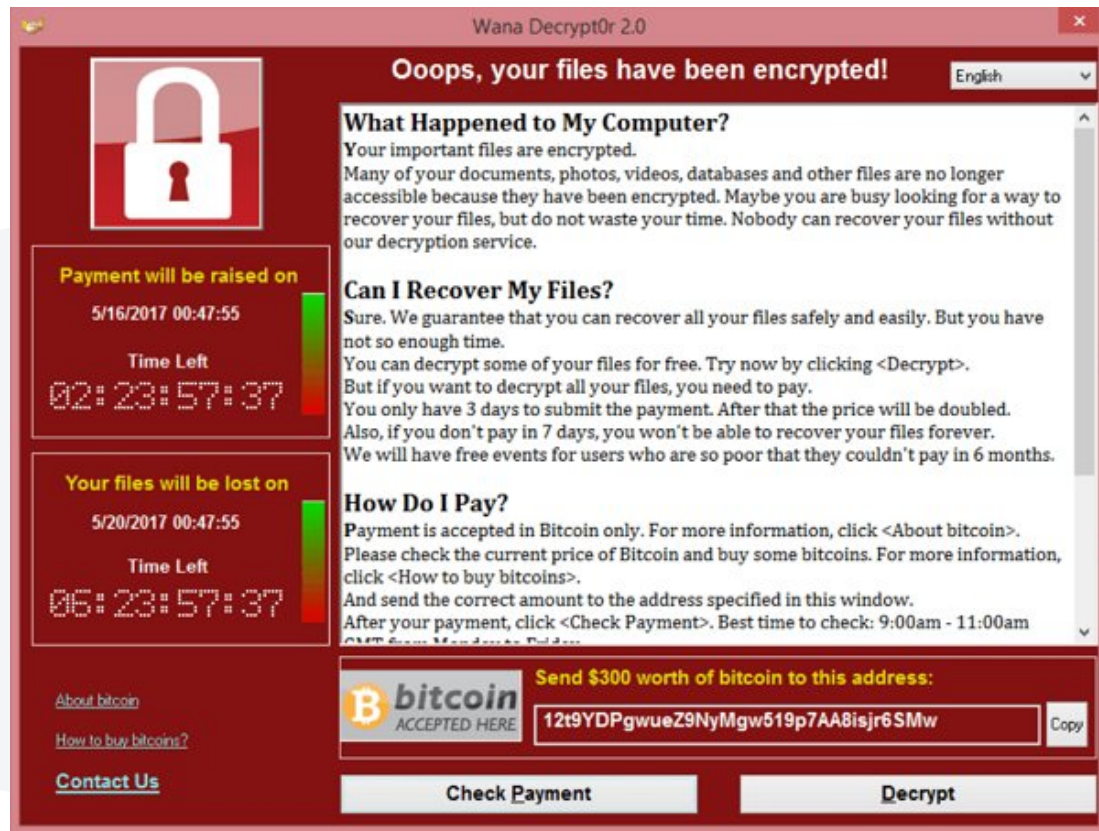 Wana Decrypt0r 2.0
Ooops, your files have been encrypted!
English
What Happened to My Computer?
Your important files are encrypted.
Many of your documents, photos, videos, databases and other files are no longer
accessible because they have been encrypted. Maybe you are busy looking for a way to
recover your files, but do not waste your time. Nobody can recover your files without
our decryption service.
Can I Recover My Files?
Sure. We guarantee that you can recover all your files safely and easily. But you have
not so enough time.
You can decrypt some of your files for free. Try now by clicking <Decrypt>.
But if you want to decrypt all your files, you need to pay.
You only have 3 days to submit the payment. After that the price will be doubled.
Also, if you don't pay in 7 days, you won't be able to recover your files forever.
We will have free events for users who are so poor that they couldn't pay in 6 months.
How Do I Pay?
Payment is accepted in Bitcoin only. For more information, click <About bitcoin>.
Please check the current price of Bitcoin and buy some bitcoins. For more information,
click <How to buy bitcoins>.
And send the correct amount to the address specified in this window.
After your payment, click <Check Payment>. Best time to check: 9:00am - 11:00am
GMT from Monday to Friday.
Payment will be raised on
5/16/2017 00:47:55
Time Left
02:23:57:37
Your files will be lost on
5/20/2017 00:47:55
Time Left
06:23:57:37
About bitcoin
How to buy bitcoins?
Contact Us
bitcoin
ACCEPTED HERE
Send $300 worth of bitcoin to this address:
12t9YDPgwueZ9NyMgw519p7AA8isjr6SMw
Copy
Check Payment
Decrypt